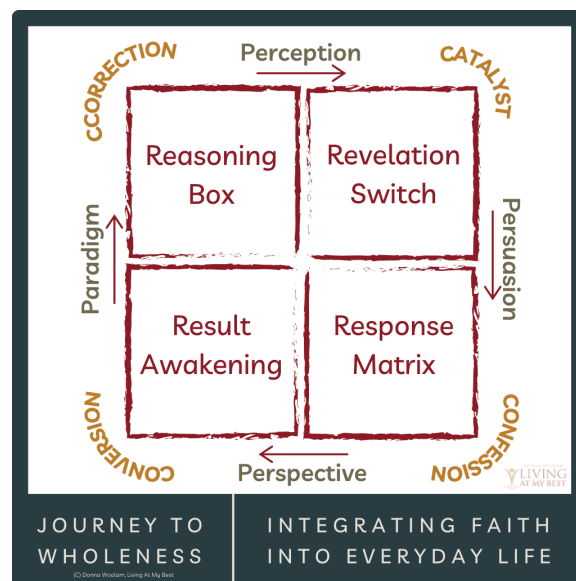 Perception
CCORRECTION
CATALYST
Reasoning
Box
Revelation
Switch
Paradigm
Persuasion
Result
Awakening
Response
Matrix
CONVERSION
CONFESSION
Perspective
LIVING
AT MY BEST
JOURNEY TO
WHOLENESS
INTEGRATING FAITH
INTO EVERYDAY LIFE
(C) Donna Woolam, Living At My Best